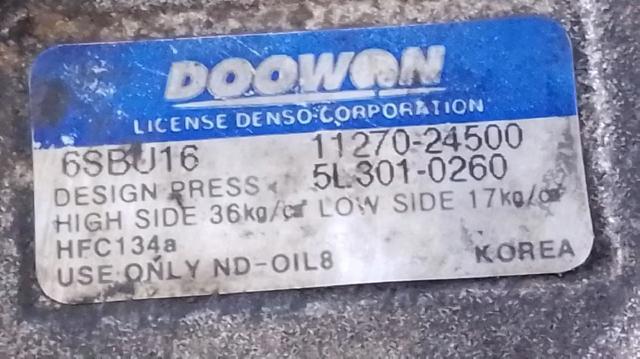 DOOWON
LICENSE DENSO CORPORATION
6SBU16 11270-24500
DESIGN PRESS 5L301-0260
HIGH SIDE 36kg/c㎡ LOW SIDE 17kg/c㎡
HFC134a
USE ONLY ND-OIL8 KOREA